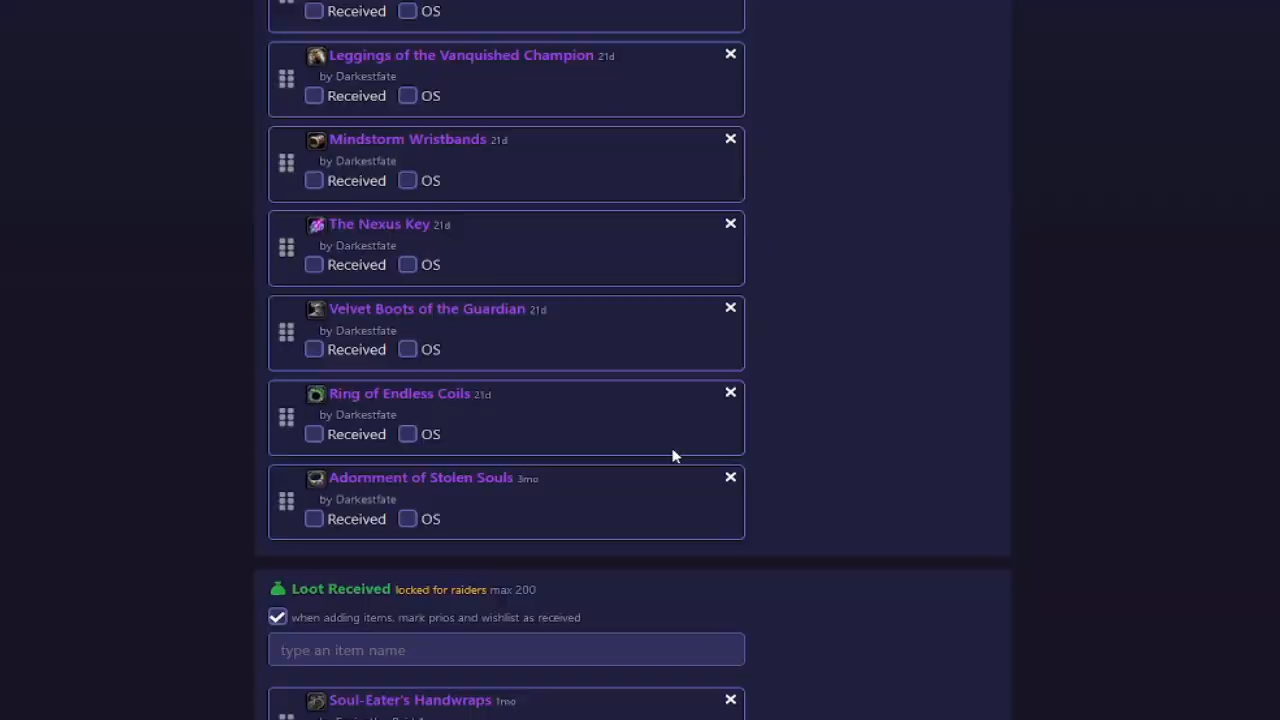 Received OS
Leggings of the Vanquished Champion 21d
by Darkestfate
Received OS
Mindstorm Wristbands 21d
by Darkestfate
Received OS
The Nexus Key 21d
by Darkestfate
Received OS
Velvet Boots of the Guardian 21d
by Darkestfate
Received OS
Ring of Endless Coils 21d
by Darkestfate
Received OS
Adornment of Stolen Souls 3mo
by Darkestfate
Received OS
Loot Received locked for raiders max 200
when adding items, mark prios and wishlist as received
type an item name
Soul-Eater's Handwraps 1mo